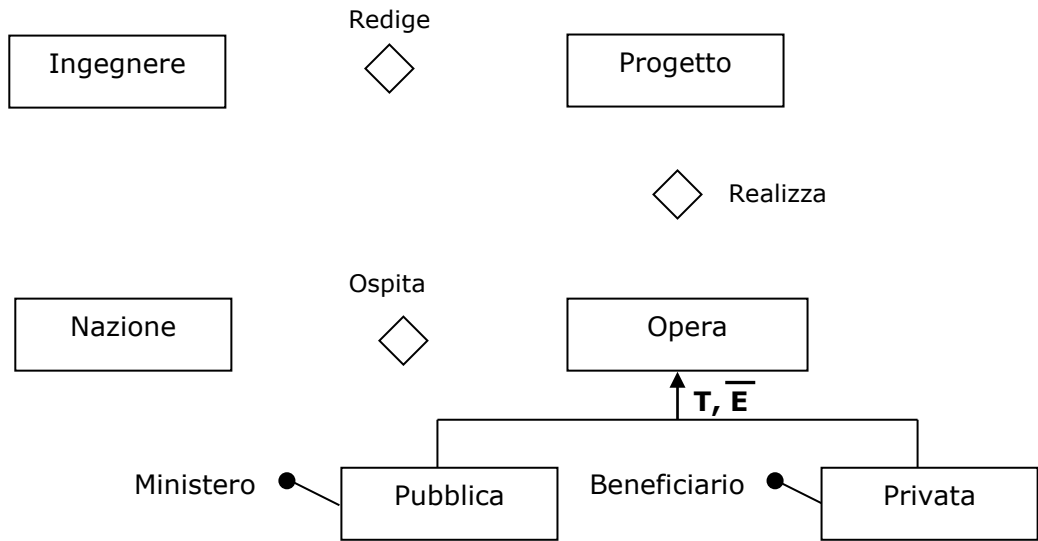 Redige
Ingegnere
Progetto
Realizza
Ospita
Nazione
Opera
T, E̅
Ministero
Pubblica
Beneficiario
Privata